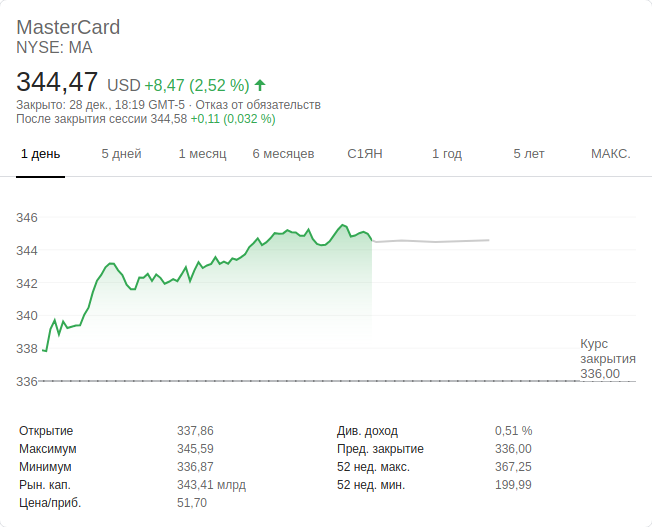 MasterCard
NYSE: MA
344,47 USD +8,47 (2,52 %)
Закрыто: 28 дек., 18:19 GMT-5 · Отказ от обязательств
После закрытия сессии 344,58 +0,11 (0,032 %)
1 день 5 дней 1 месяц 6 месяцев С1ЯН 1 год 5 лет МАКС.
346
344
342
340
338
336
Курс
закрытия
336,00
Открытие 337,86 Див. доход 0,51 %
Максимум 345,59 Пред. закрытие 336,00
Минимум 336,87 52 нед. макс. 367,25
Рын. кап. 343,41 млрд 52 нед. мин. 199,99
Цена/приб. 51,70